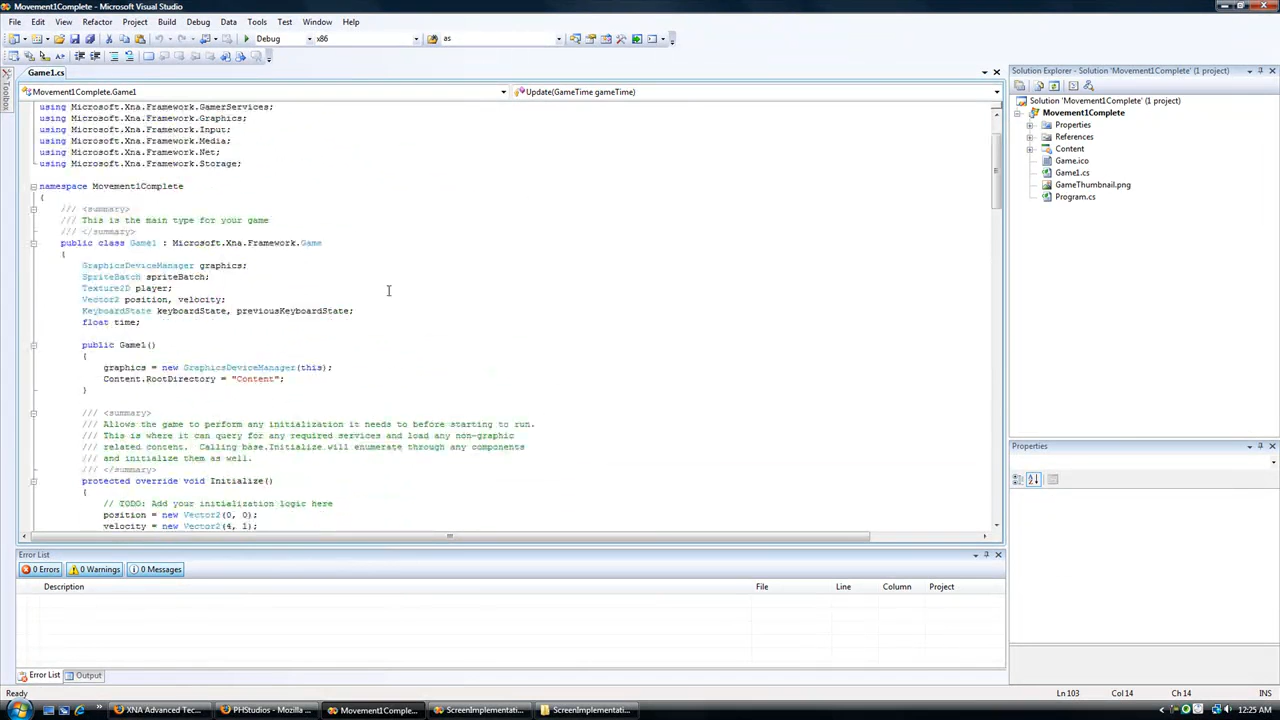 Movement1Complete - Microsoft Visual Studio
File Edit View Refactor Project Build Debug Data Tools Test Window Help
Debug x86 as
Toolbox
Game1.cs
Movement1Complete.Game1 Update(GameTime gameTime)
using Microsoft.Xna.Framework.GamerServices;
using Microsoft.Xna.Framework.Graphics;
using Microsoft.Xna.Framework.Input;
using Microsoft.Xna.Framework.Media;
using Microsoft.Xna.Framework.Net;
using Microsoft.Xna.Framework.Storage;
namespace Movement1Complete
{
/// <summary>
/// This is the main type for your game
/// </summary>
public class Game1 : Microsoft.Xna.Framework.Game
{
GraphicsDeviceManager graphics;
SpriteBatch spriteBatch;
Texture2D player;
Vector2 position, velocity;
KeyboardState keyboardState, previousKeyboardState;
float time;
public Game1()
{
graphics = new GraphicsDeviceManager(this);
Content.RootDirectory = "Content";
}
/// <summary>
/// Allows the game to perform any initialization it needs to before starting to run.
/// This is where it can query for any required services and load any non-graphic
/// related content.  Calling base.Initialize will enumerate through any components
/// and initialize them as well.
/// </summary>
protected override void Initialize()
{
// TODO: Add your initialization logic here
position = new Vector2(0, 0);
velocity = new Vector2(4, 1);
Solution Explorer - Solution 'Movement1Complete' (1 project)
Solution 'Movement1Complete' (1 project)
Movement1Complete
Properties
References
Content
Game.ico
Game1.cs
GameThumbnail.png
Program.cs
Properties
Error List
0 Errors 0 Warnings 0 Messages
Description File Line Column Project
Error List Output
Ready Ln 103 Col 14 Ch 14 INS
XNA Advanced Tec... PHStudios - Mozilla ... Movement1Comple... ScreenImplementati... ScreenImplementati... 12:25 AM